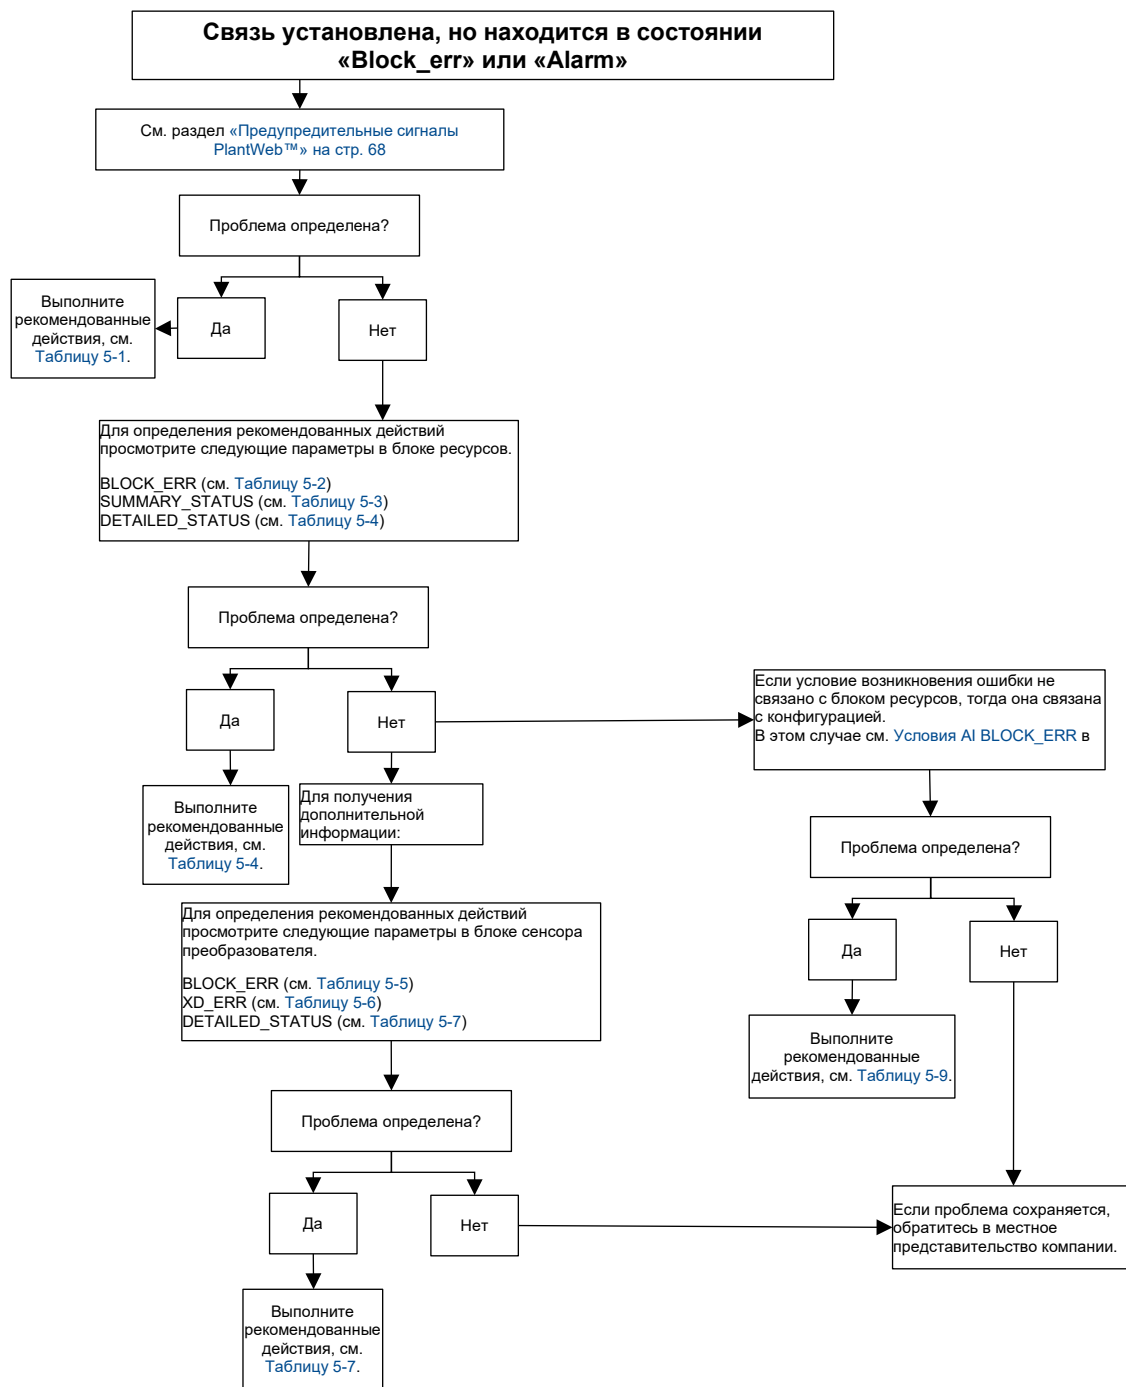 Связь установлена, но находится в состоянии
«Block_err» или «Alarm»
См. раздел «Предупредительные сигналы
PlantWeb™» на стр. 68
Проблема определена?
Выполните
рекомендованные
действия, см.
Таблицу 5-1.
Да
Нет
Для определения рекомендованных действий
просмотрите следующие параметры в блоке ресурсов.
BLOCK_ERR (см. Таблицу 5-2)
SUMMARY_STATUS (см. Таблицу 5-3)
DETAILED_STATUS (см. Таблицу 5-4)
Проблема определена?
Да
Нет
Если условие возникновения ошибки не
связано с блоком ресурсов, тогда она связана
с конфигурацией.
В этом случае см. Условия AI BLOCK_ERR в
Выполните
рекомендованные
действия, см.
Таблицу 5-4.
Для получения
дополнительной
информации:
Проблема определена?
Для определения рекомендованных действий
просмотрите следующие параметры в блоке сенсора
преобразователя.
BLOCK_ERR (см. Таблицу 5-5)
XD_ERR (см. Таблицу 5-6)
DETAILED_STATUS (см. Таблицу 5-7)
Да
Нет
Выполните
рекомендованные
действия, см. Таблицу 5-9.
Проблема определена?
Да
Нет
Если проблема сохраняется,
обратитесь в местное
представительство компании.
Выполните
рекомендованные
действия, см.
Таблицу 5-7.